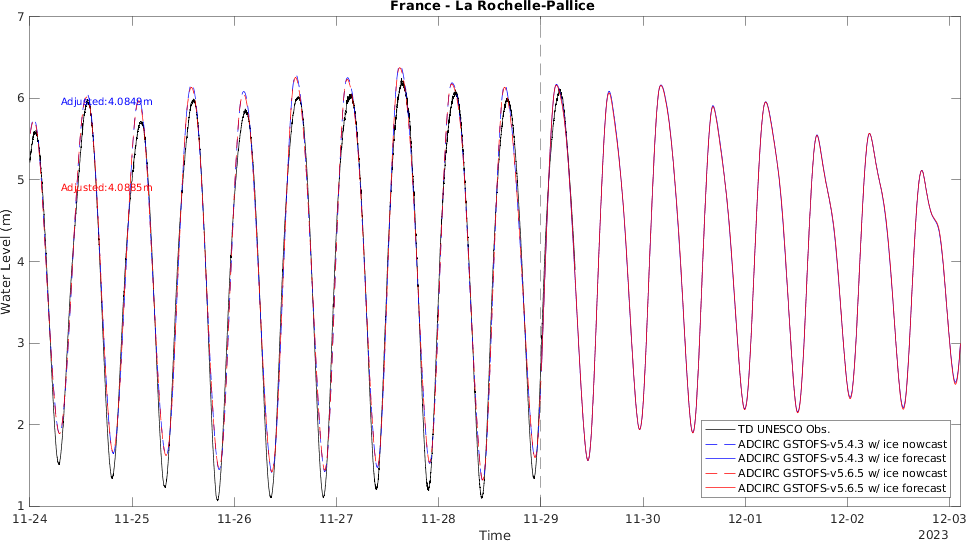 France - La Rochelle-Pallice
7
6
5
4
3
2
1
Water Level (m)
Adjusted:4.0849m
Adjusted:4.0885m
TD UNESCO Obs.
ADCIRC GSTOFS-v5.4.3 w/ ice nowcast
ADCIRC GSTOFS-v5.4.3 w/ ice forecast
ADCIRC GSTOFS-v5.6.5 w/ ice nowcast
ADCIRC GSTOFS-v5.6.5 w/ ice forecast
11-24 11-25 11-26 11-27 11-28 11-29 11-30 12-01 12-02 12-03
Time
2023